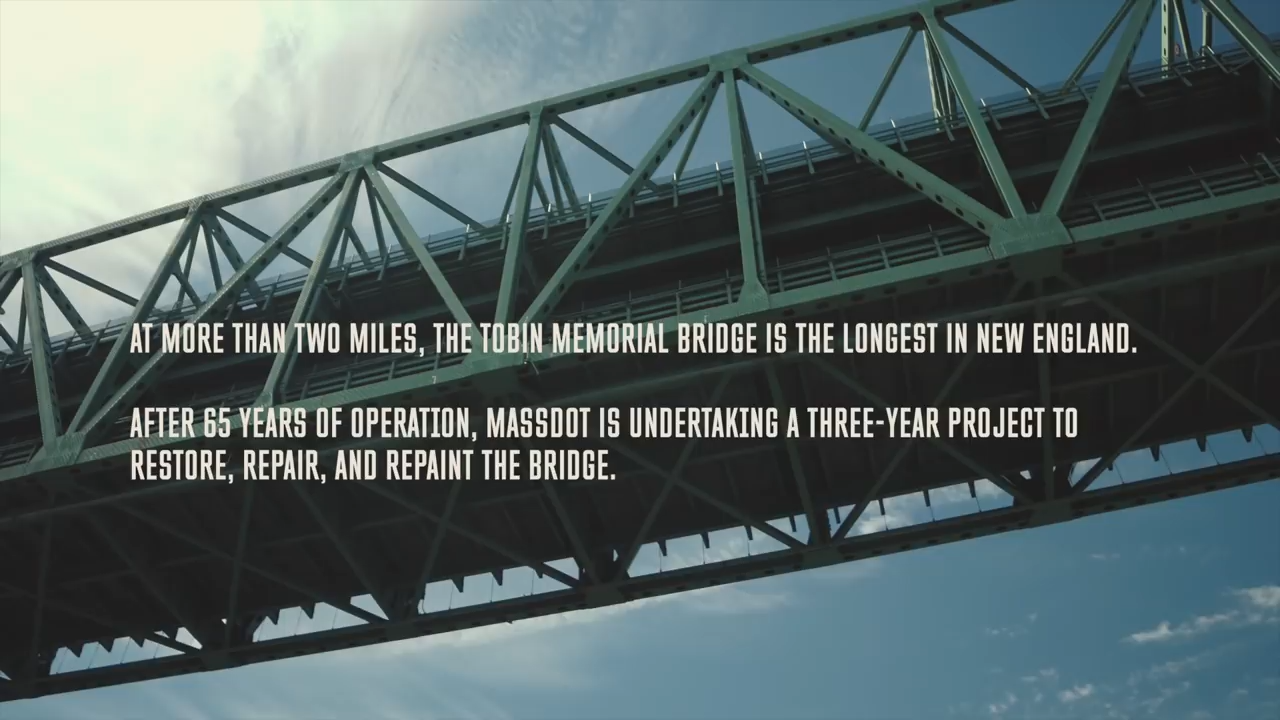 AT MORE THAN TWO MILES, THE TOBIN MEMORIAL BRIDGE IS THE LONGEST IN NEW ENGLAND.
AFTER 65 YEARS OF OPERATION, MASSDOT IS UNDERTAKING A THREE-YEAR PROJECT TO
RESTORE, REPAIR, AND REPAINT THE BRIDGE.